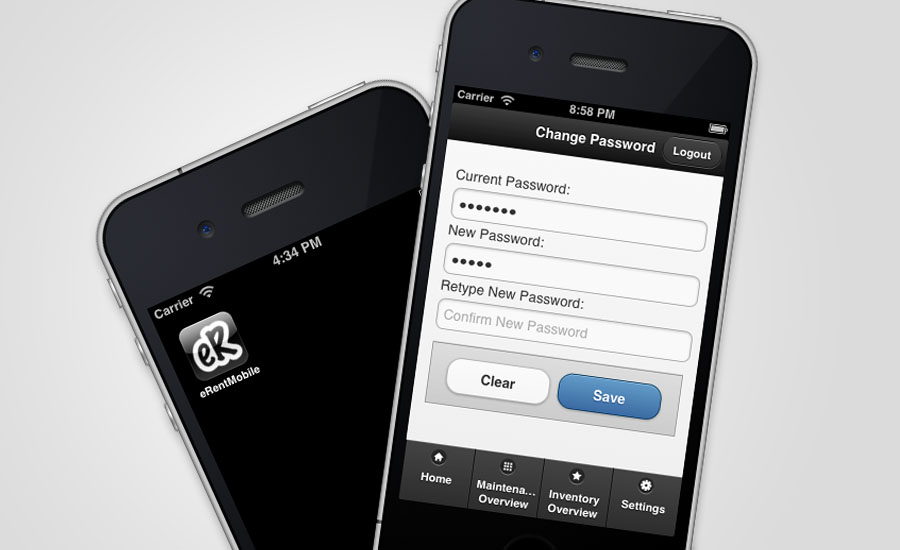 Carrier
4:34 PM
eR
eRentMobile
Carrier
8:58 PM
Change Password
Logout
Current Password:
•••••••
New Password:
•••••
Retype New Password:
Confirm New Password
Clear
Save
Home
Maintena...
Overview
Inventory
Overview
Settings